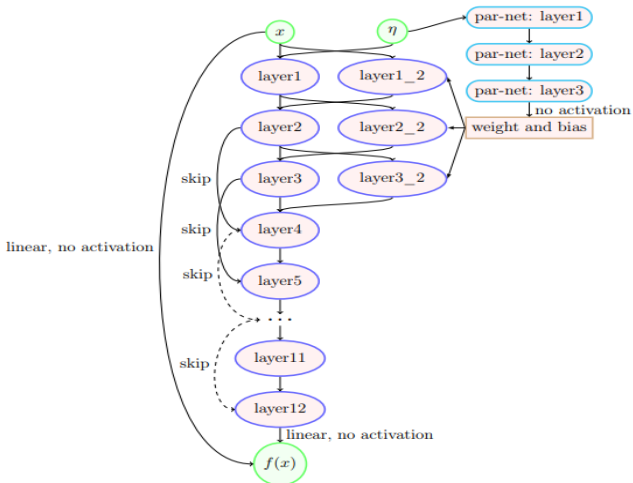 x
η
par-net: layer1
par-net: layer2
par-net: layer3
no activation
weight and bias
layer1
layer1_2
layer2
layer2_2
layer3
layer3_2
skip
skip
skip
skip
linear, no activation
layer4
layer5
...
layer11
layer12
linear, no activation
f(x)